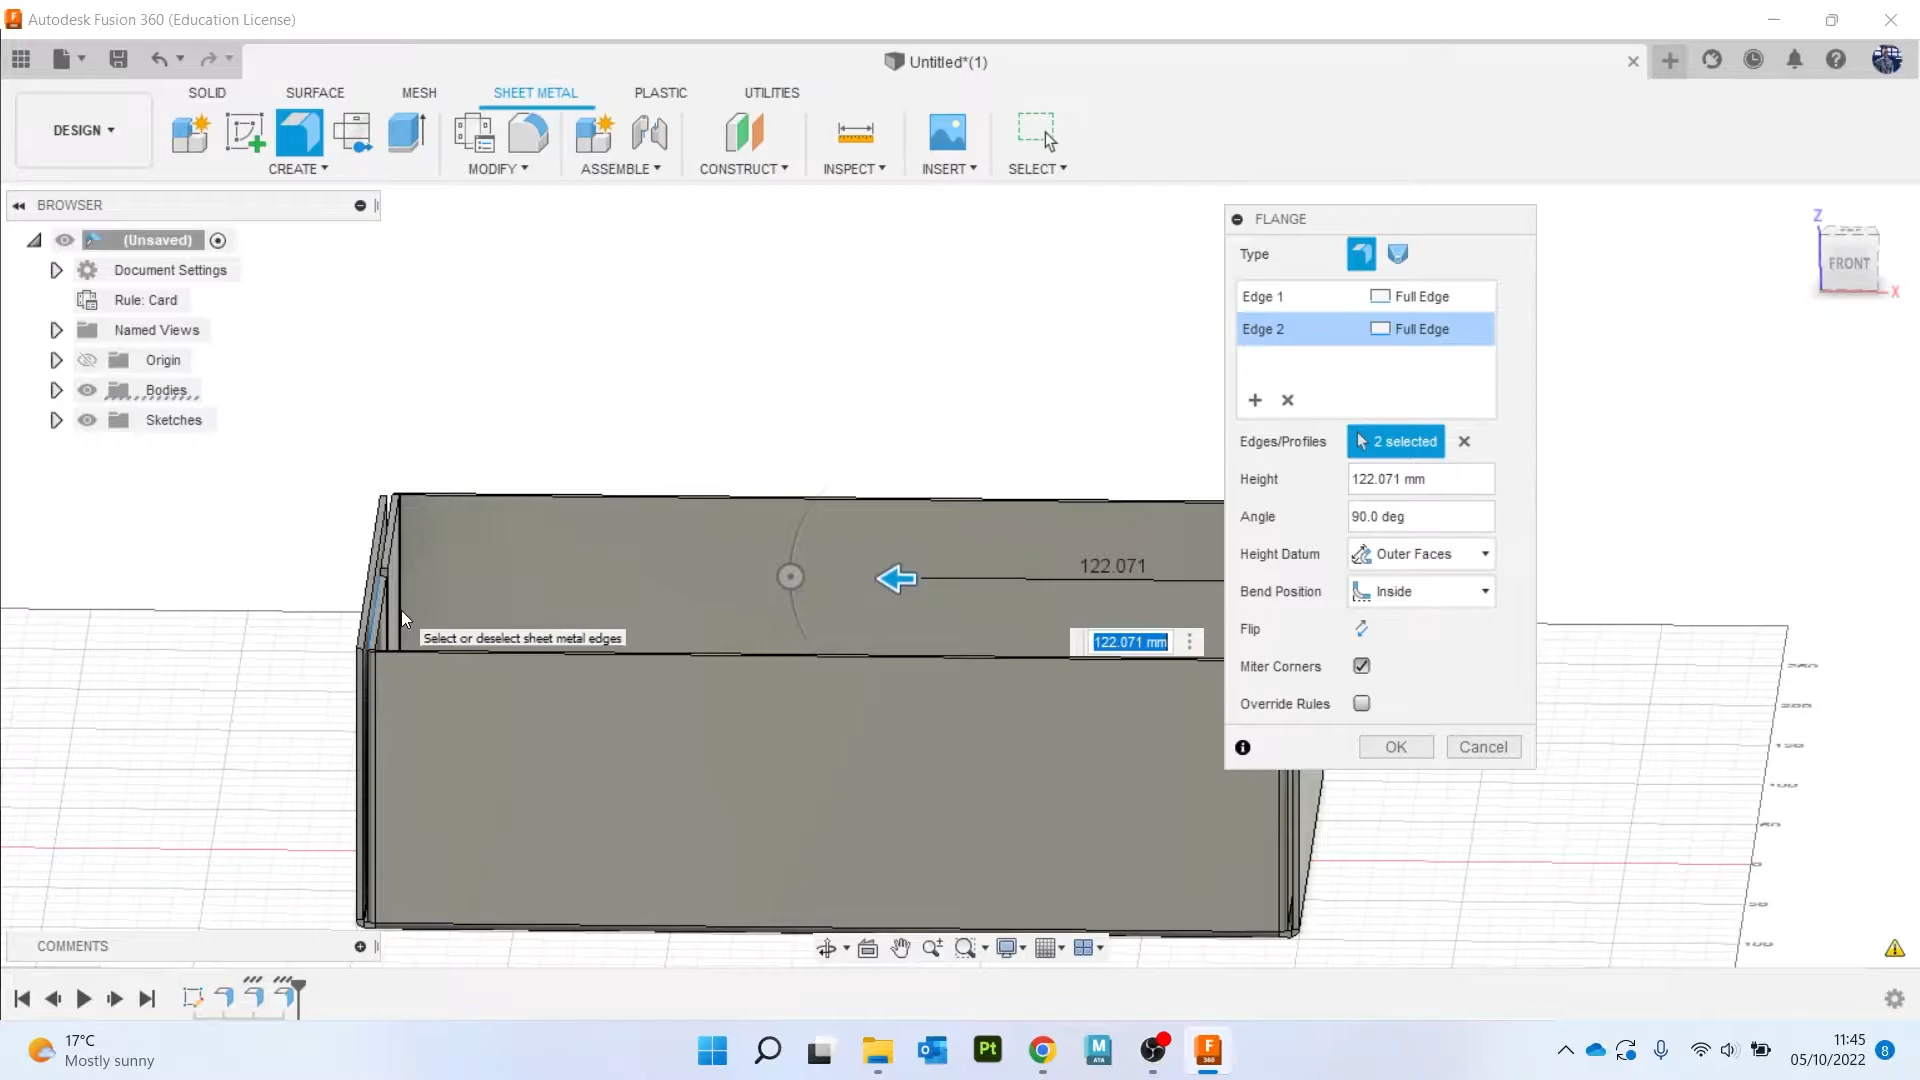 Autodesk Fusion 360 (Education License)
Untitled*(1)
DESIGN
SOLID
SURFACE
MESH
SHEET METAL
PLASTIC
UTILITIES
CREATE
MODIFY
ASSEMBLE
CONSTRUCT
INSPECT
INSERT
SELECT
BROWSER
(Unsaved)
Document Settings
Rule: Card
Named Views
Origin
Bodies
Sketches
FLANGE
Type
Edge 1 Full Edge
Edge 2 Full Edge
Edges/Profiles 2 selected
Height 122.071 mm
Angle 90.0 deg
Height Datum Outer Faces
Bend Position Inside
Flip
Miter Corners
Override Rules
OK Cancel
Z
FRONT
X
122.071
122.071 mm
Select or deselect sheet metal edges
COMMENTS
17°C
Mostly sunny
Pt
M
AYA
F
360
11:45
05/10/2022
8